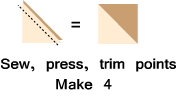 =
Sew, press, trim points
Make 4